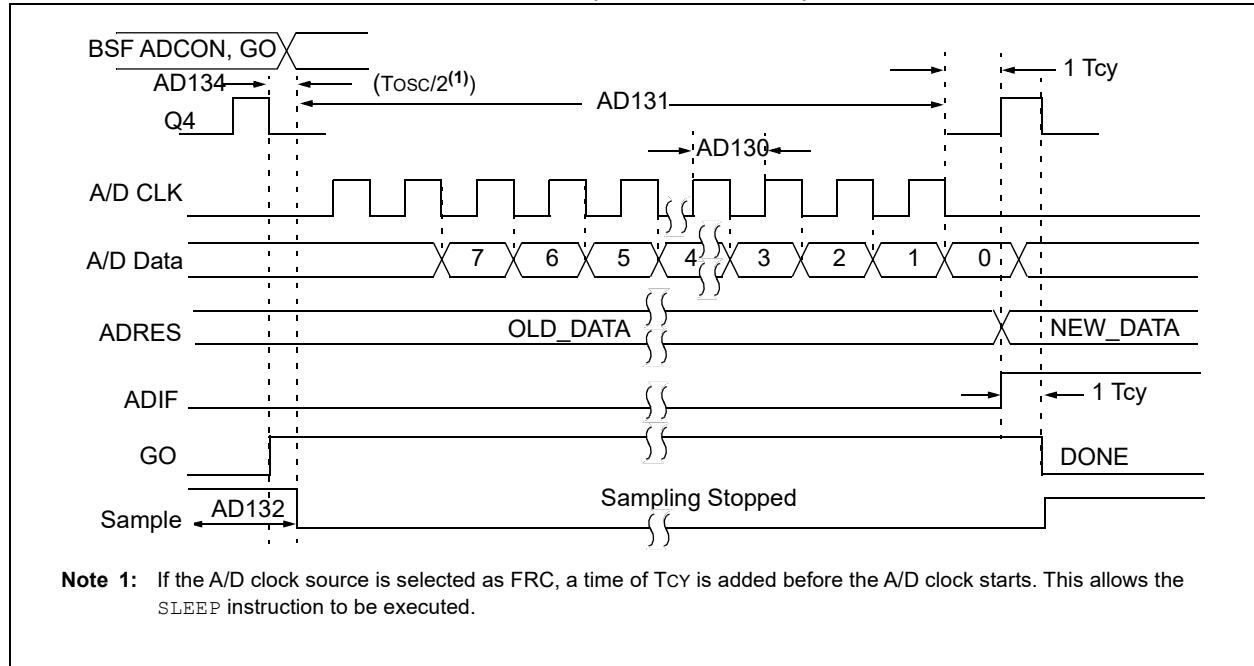 BSF ADCON, GO
AD134 (TOSC/2(1)) 1 Tcy
AD131
Q4
AD130
A/D CLK
A/D Data 7 6 5 4 3 2 1 0
ADRES OLD_DATA NEW_DATA
ADIF 1 Tcy
GO DONE
Sample AD132 Sampling Stopped
Note 1: If the A/D clock source is selected as FRC, a time of TCY is added before the A/D clock starts. This allows the
SLEEP instruction to be executed.